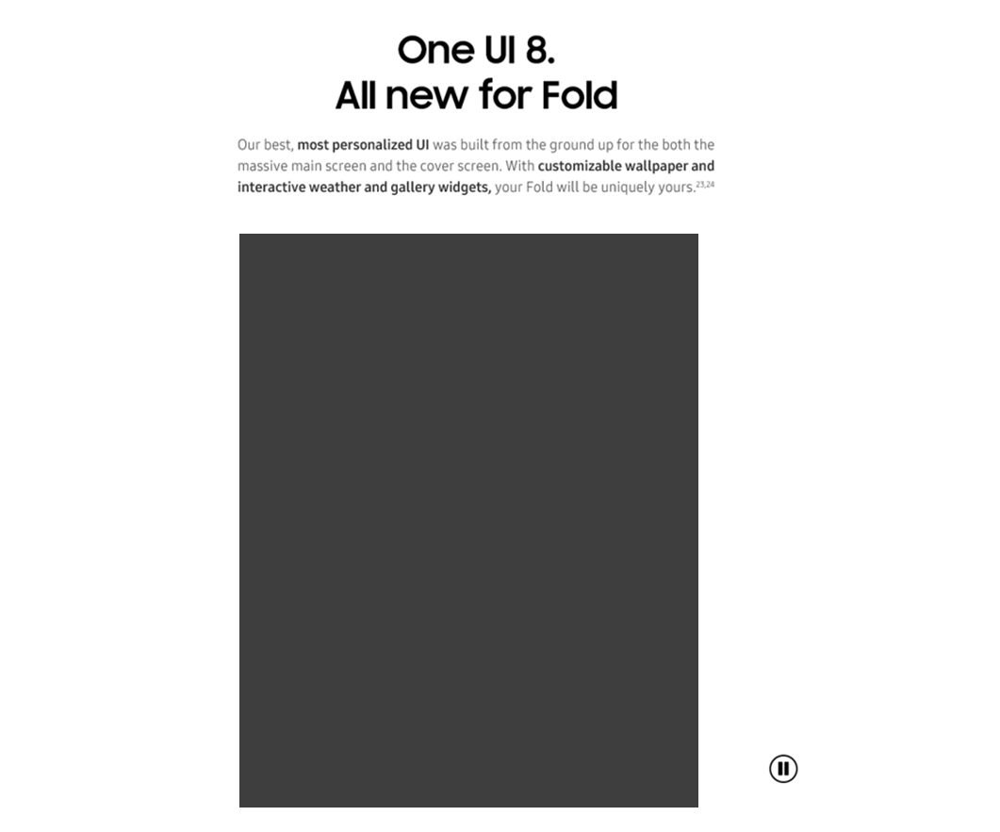 One UI 8.
All new for Fold
Our best, most personalized UI was built from the ground up for the both the
massive main screen and the cover screen. With customizable wallpaper and
interactive weather and gallery widgets, your Fold will be uniquely yours.23,24